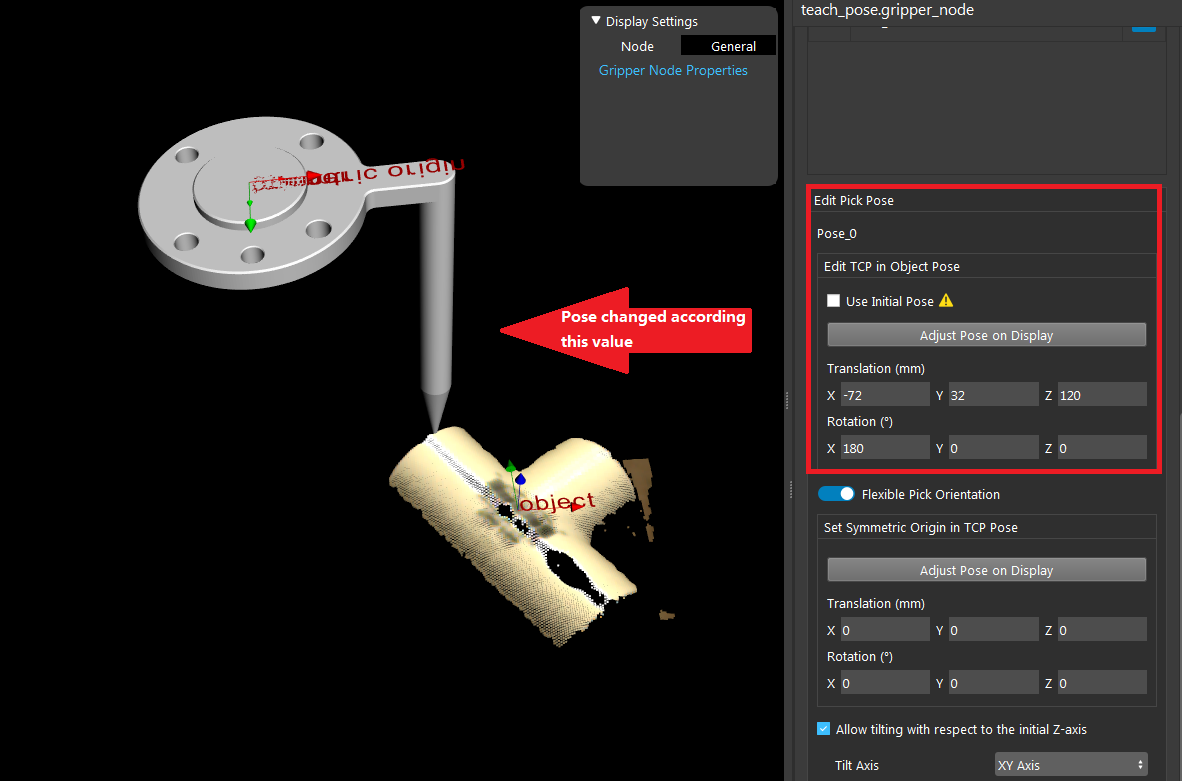 teach_pose.gripper_node
Display Settings
Node General
Gripper Node Properties
Edit Pick Pose
Pose_0
Edit TCP in Object Pose
Use Initial Pose
Adjust Pose on Display
Translation (mm)
X -72 Y 32 Z 120
Rotation (°)
X 180 Y 0 Z 0
Pose changed according
this value
object
Flexible Pick Orientation
Set Symmetric Origin in TCP Pose
Adjust Pose on Display
Translation (mm)
X 0 Y 0 Z 0
Rotation (°)
X 0 Y 0 Z 0
Allow tilting with respect to the initial Z-axis
Tilt Axis XY Axis